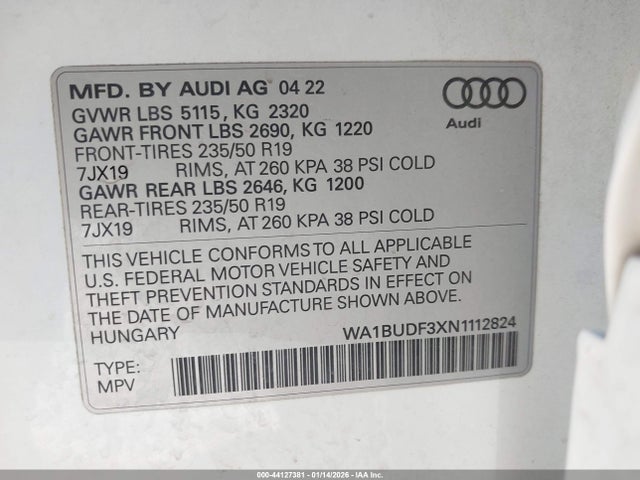 MFD. BY AUDI AG 04 22
GVWR LBS 5115, KG 2320
GAWR FRONT LBS 2690, KG 1220
FRONT-TIRES 235/50 R19
7JX19 RIMS, AT 260 KPA 38 PSI COLD
GAWR REAR LBS 2646, KG 1200
REAR-TIRES 235/50 R19
7JX19 RIMS, AT 260 KPA 38 PSI COLD
Audi
THIS VEHICLE CONFORMS TO ALL APPLICABLE
U.S. FEDERAL MOTOR VEHICLE SAFETY AND
THEFT PREVENTION STANDARDS IN EFFECT ON
THE DATE OF MANUFACTURE SHOWN ABOVE.
HUNGARY WA1BUDF3XN1112824
TYPE:
MPV
000-44127381 - 01/14/2026 - IAA Inc.